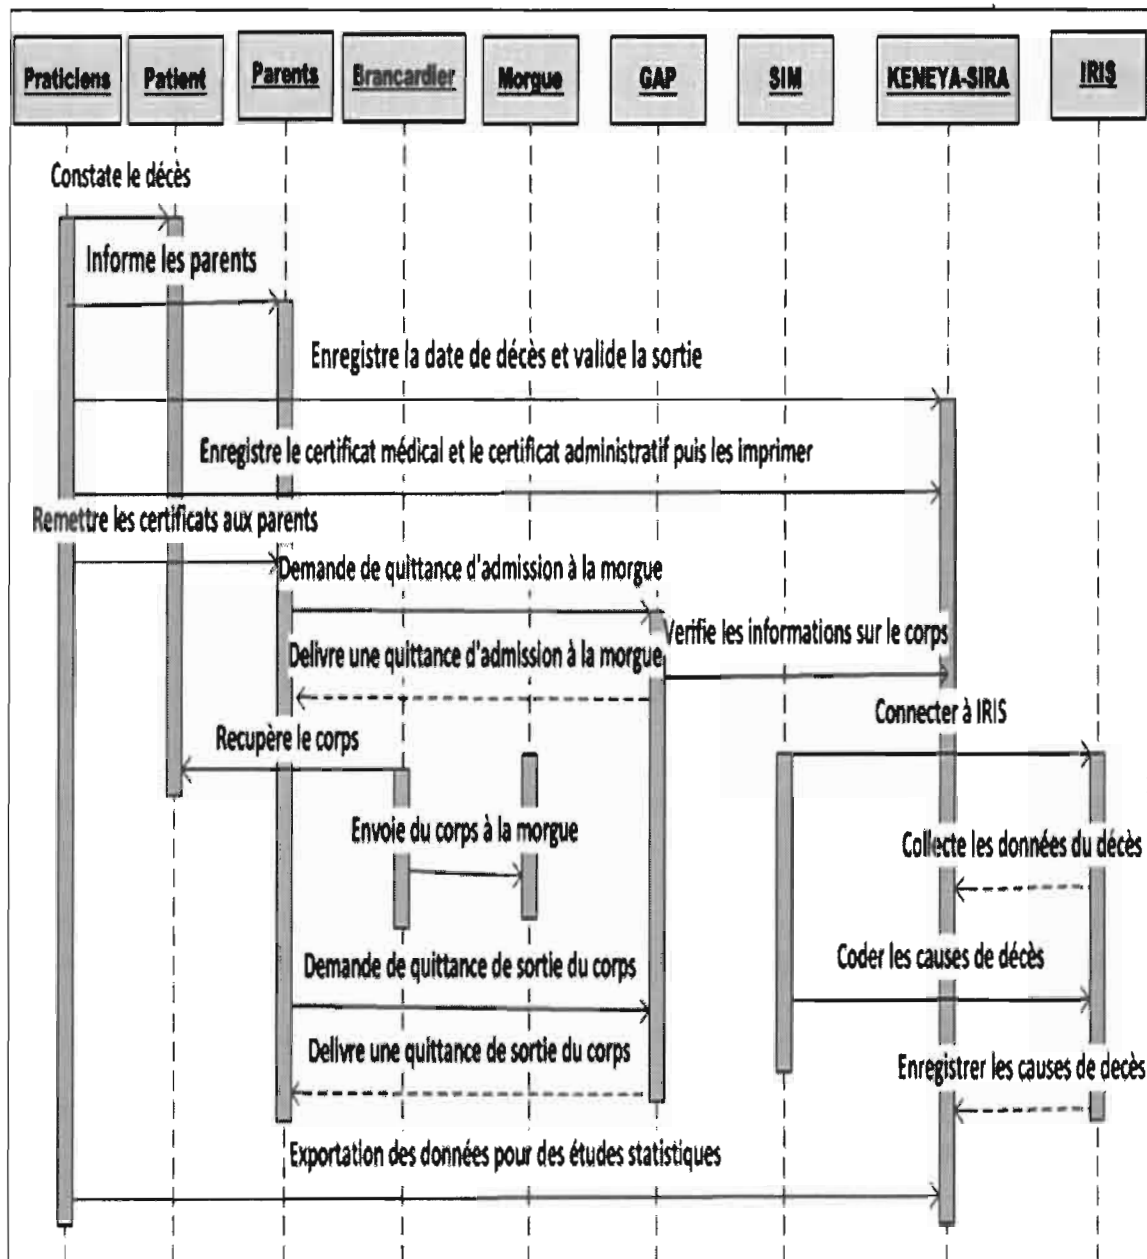 Praticiens
Patient
Parents
Brancardier
Morgue
GAP
SIM
KENEYA-SIRA
IRIS
Constate le décès
Informe les parents
Enregistre la date de décès et valide la sortie
Enregistre le certificat médical et le certificat administratif puis les imprimer
Remettre les certificats aux parents
Demande de quittance d'admission à la morgue
Verifie les informations sur le corps
Delivre une quittance d'admission à la morgue
Connecter à IRIS
Recupère le corps
Envoie du corps à la morgue
Collecte les données du décès
Demande de quittance de sortie du corps
Coder les causes de décès
Delivre une quittance de sortie du corps
Enregistrer les causes de decès
Exportation des données pour des études statistiques